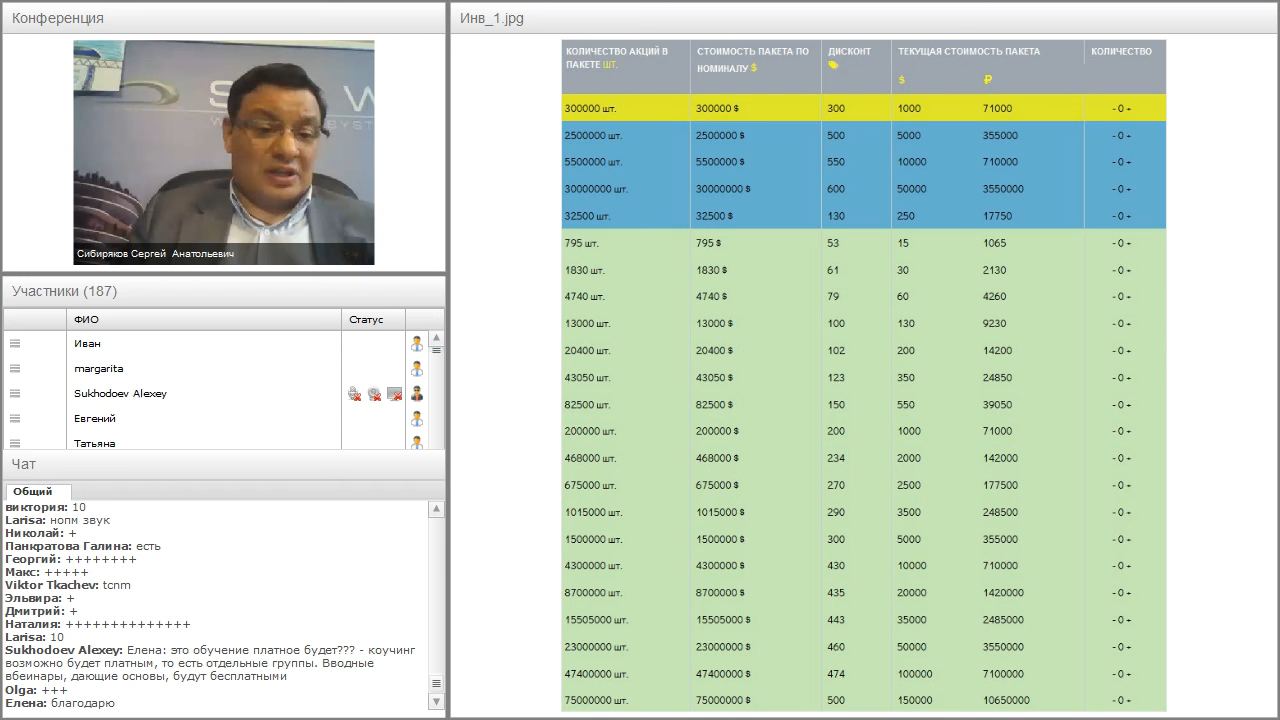 Конференция
Сибиряков Сергей Анатольевич
Участники (187)
ФИО Статус
Иван
margarita
Sukhodoev Alexey
Евгений
Татьяна
Чат
Общий
виктория: 10
Larisa: нопм звук
Николай: +
Панкратова Галина: есть
Георгий: ++++++++
Макс: +++++
Viktor Tkachev: tcnm
Эльвира: +
Дмитрий: +
Наталия: ++++++++++++++
Larisa: 10
Sukhodoev Alexey: Елена: это обучение платное будет??? - коучинг
возможно будет платным, то есть отдельные группы. Вводные
вбеинары, дающие основы, будут бесплатными
Olga: +++
Елена: благодарю
Инв_1.jpg
КОЛИЧЕСТВО АКЦИЙ В СТОИМОСТЬ ПАКЕТА ПО ДИСКОНТ ТЕКУЩАЯ СТОИМОСТЬ ПАКЕТА КОЛИЧЕСТВО
ПАКЕТЕ ШТ. НОМИНАЛУ $
$ ₽
300000 шт. 300000 $ 300 1000 71000 - 0 +
2500000 шт. 2500000 $ 500 5000 355000 - 0 +
5500000 шт. 5500000 $ 550 10000 710000 - 0 +
30000000 шт. 30000000 $ 600 50000 3550000 - 0 +
32500 шт. 32500 $ 130 250 17750 - 0 +
795 шт. 795 $ 53 15 1065 - 0 +
1830 шт. 1830 $ 61 30 2130 - 0 +
4740 шт. 4740 $ 79 60 4260 - 0 +
13000 шт. 13000 $ 100 130 9230 - 0 +
20400 шт. 20400 $ 102 200 14200 - 0 +
43050 шт. 43050 $ 123 350 24850 - 0 +
82500 шт. 82500 $ 150 550 39050 - 0 +
200000 шт. 200000 $ 200 1000 71000 - 0 +
468000 шт. 468000 $ 234 2000 142000 - 0 +
675000 шт. 675000 $ 270 2500 177500 - 0 +
1015000 шт. 1015000 $ 290 3500 248500 - 0 +
1500000 шт. 1500000 $ 300 5000 355000 - 0 +
4300000 шт. 4300000 $ 430 10000 710000 - 0 +
8700000 шт. 8700000 $ 435 20000 1420000 - 0 +
15505000 шт. 15505000 $ 443 35000 2485000 - 0 +
23000000 шт. 23000000 $ 460 50000 3550000 - 0 +
47400000 шт. 47400000 $ 474 100000 7100000 - 0 +
75000000 шт. 75000000 $ 500 150000 10650000 - 0 +